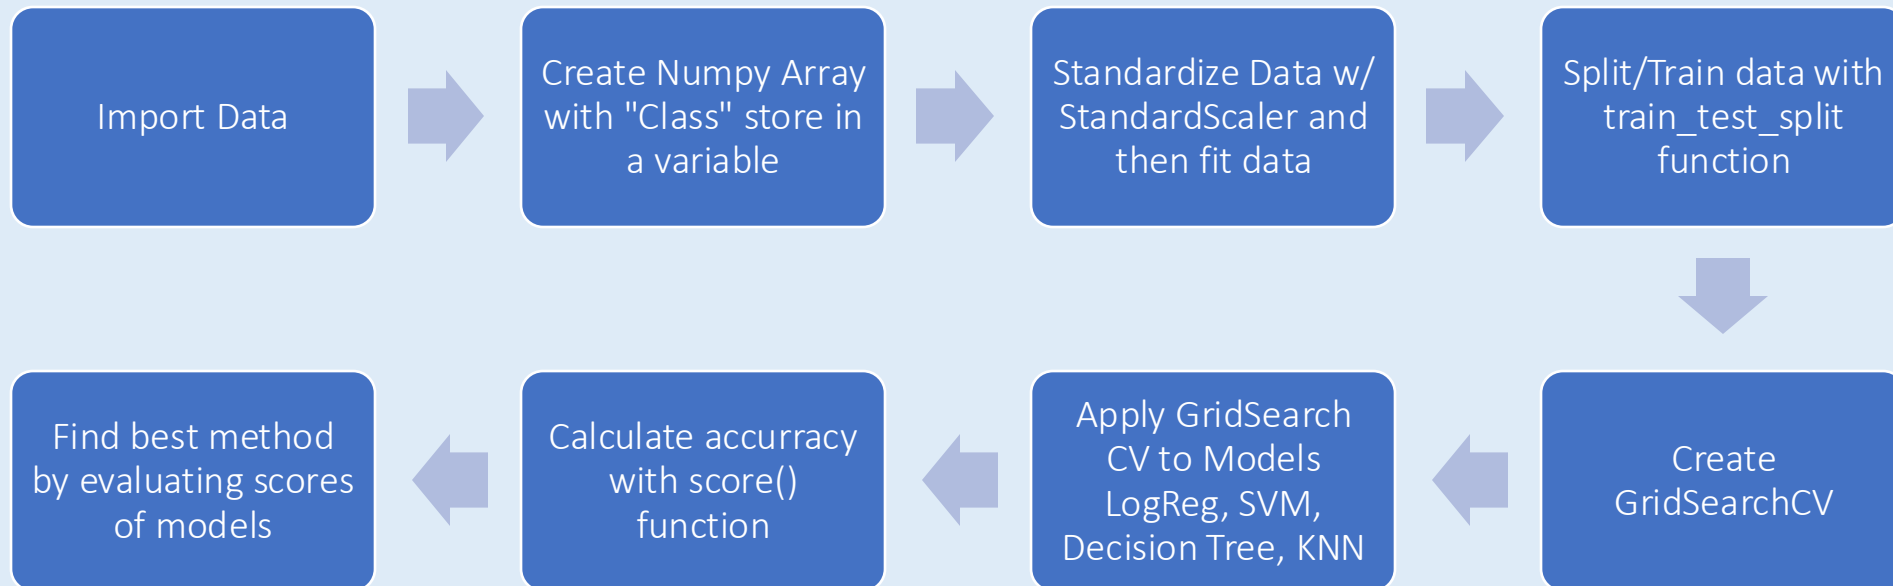 Import Data
Create Numpy Array
with "Class" store in
a variable
Standardize Data w/
StandardScaler and
then fit data
Split/Train data with
train_test_split
function
Create
GridSearchCV
Apply GridSearch
CV to Models
LogReg, SVM,
Decision Tree, KNN
Calculate accurracy
with score()
function
Find best method
by evaluating scores
of models